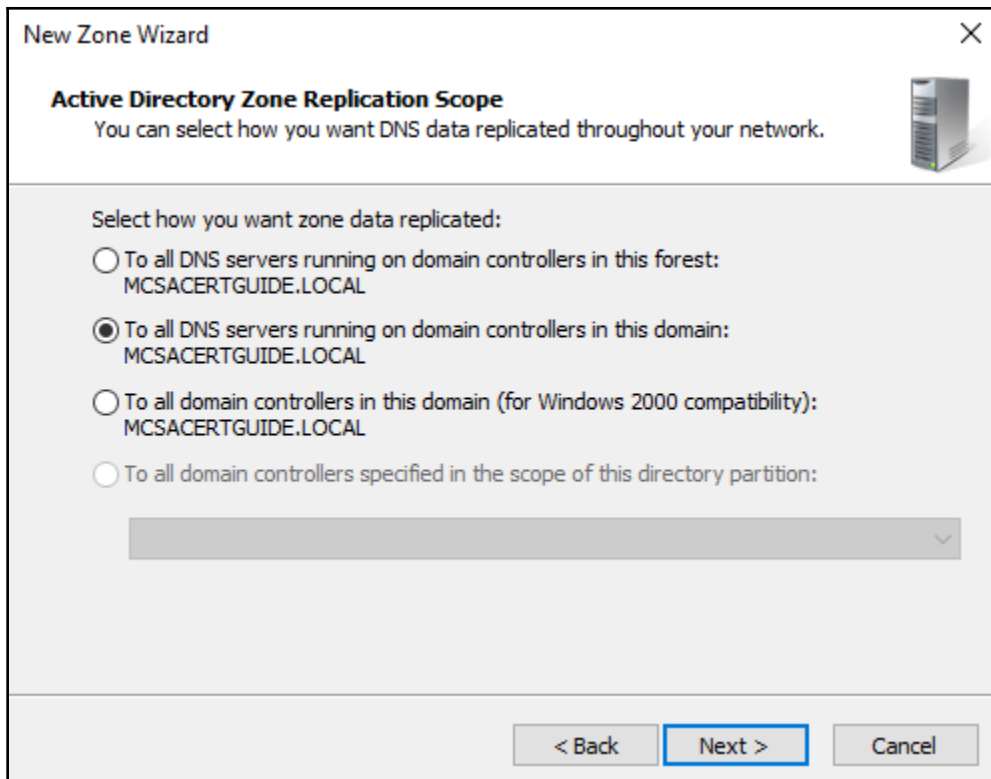 New Zone Wizard
Active Directory Zone Replication Scope
You can select how you want DNS data replicated throughout your network.
Select how you want zone data replicated:
To all DNS servers running on domain controllers in this forest:
MCSACERTGUIDE.LOCAL
To all DNS servers running on domain controllers in this domain:
MCSACERTGUIDE.LOCAL
To all domain controllers in this domain (for Windows 2000 compatibility):
MCSACERTGUIDE.LOCAL
To all domain controllers specified in the scope of this directory partition:
< Back Next > Cancel